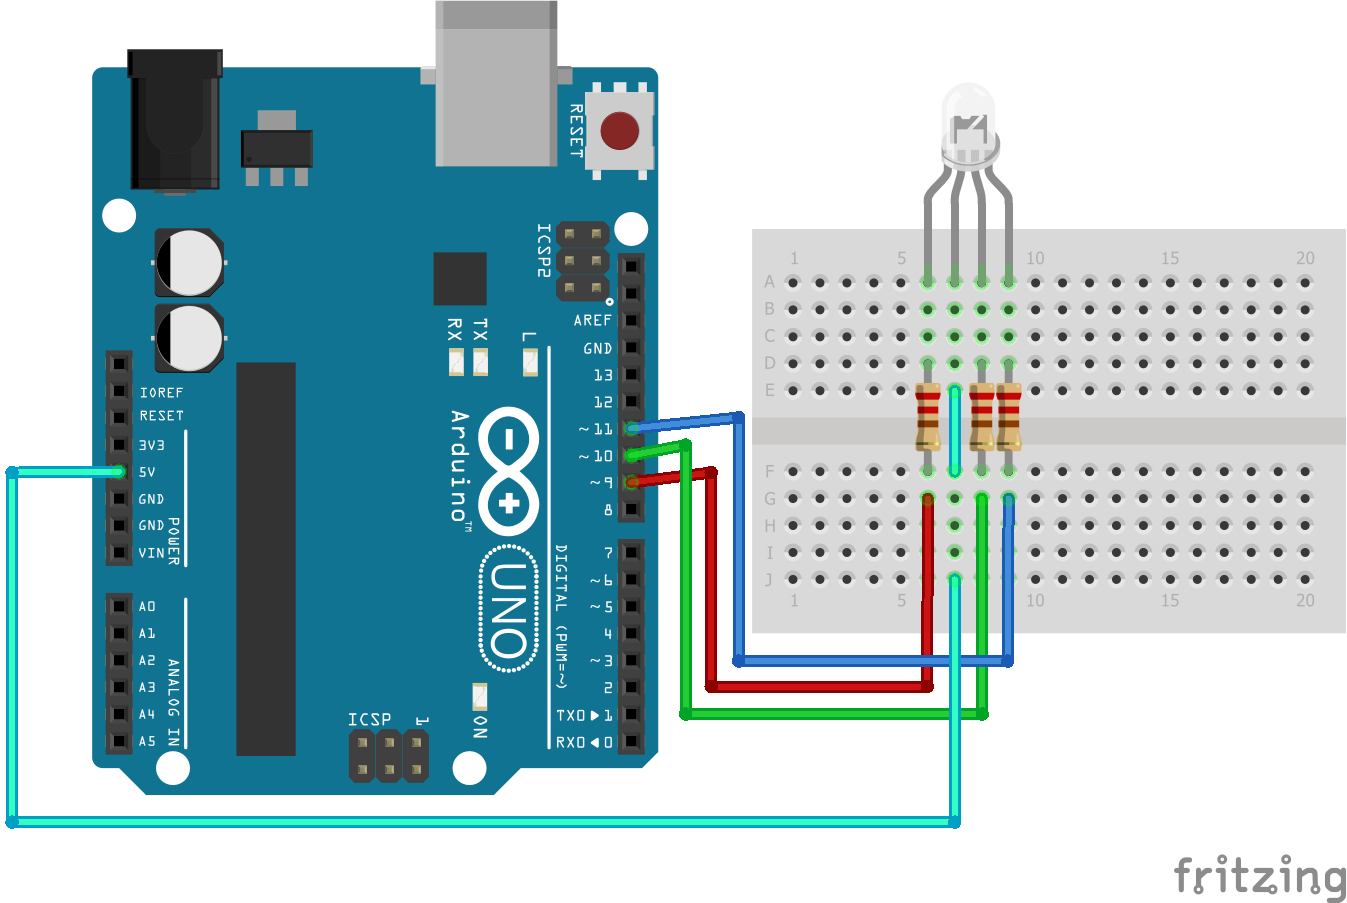 RESET
ICSP2
AREF
GND
13
12
~11
~10
~9
8
RX
TX
L
IOREF
RESET
3V3
5V
GND
GND
VIN
POWER
Arduino™
UNO
DIGITAL (PWM=~)
7
~6
~5
4
~3
2
TX0▶1
RX0◀0
A0
A1
A2
A3
A4
A5
ANALOG IN
ICSP
1
ON
1 5 10 15 20
A
B
C
D
E
F
G
H
I
J
1 5 10 15 20
fritzing